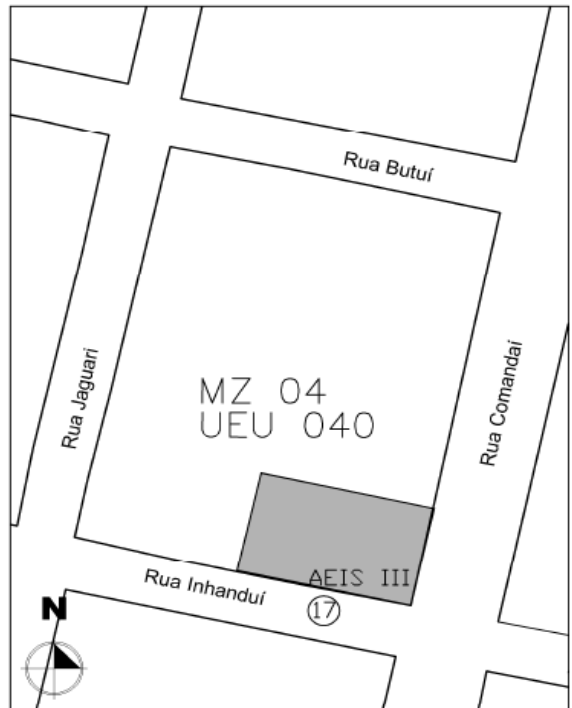 Rua Butuí
Rua Jaguari
MZ 04
UEU 040
Rua Comandaí
AEIS III
Rua Inhanduí
17
N